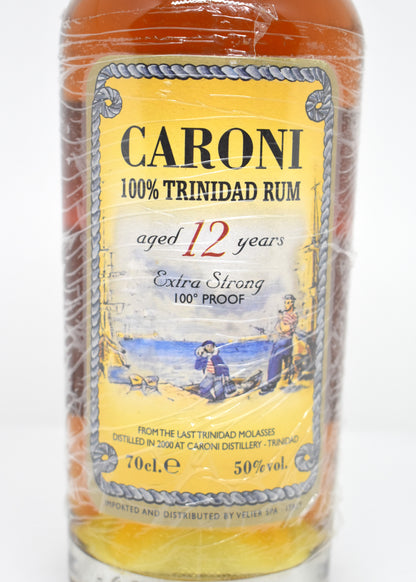 CARONI
100% TRINIDAD RUM
aged 12 years
Extra Strong
100° PROOF
FROM THE LAST TRINIDAD MOLASSES
DISTILLED IN 2000 AT CARONI DISTILLERY - TRINIDAD
70cl.℮ 50%vol.
IMPORTED AND DISTRIBUTED BY VELIER SPA -